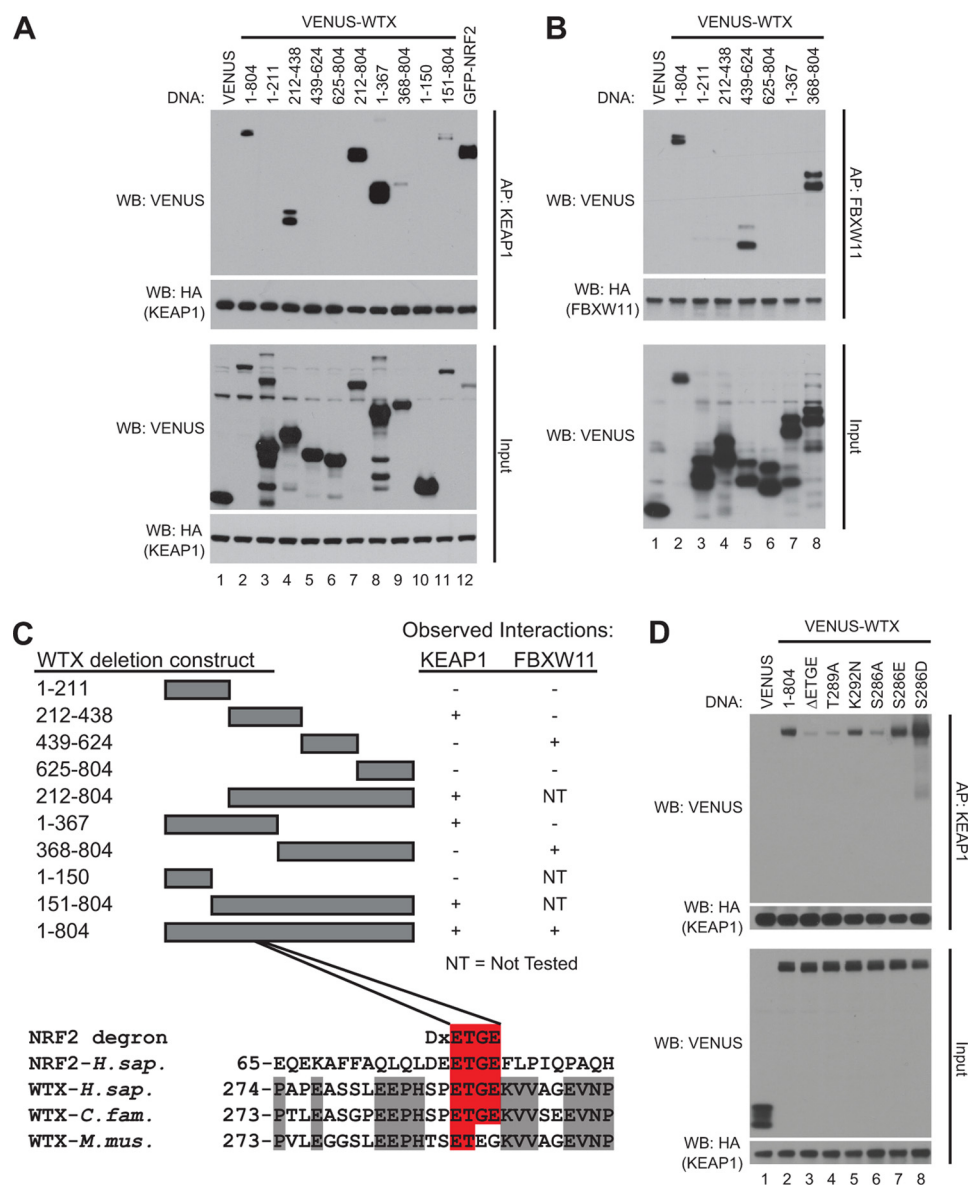 A
VENUS-WTX
DNA:
VENUS
1-804
1-211
212-438
439-624
625-804
212-804
1-367
368-804
1-150
151-804
GFP-NRF2
WB: VENUS
AP: KEAP1
WB: HA
(KEAP1)
WB: VENUS
Input
WB: HA
(KEAP1)
1 2 3 4 5 6 7 8 9 10 11 12
B
VENUS-WTX
DNA:
VENUS
1-804
1-211
212-438
439-624
625-804
1-367
368-804
WB: VENUS
AP: FBXW11
WB: HA
(FBXW11)
WB: VENUS
Input
1 2 3 4 5 6 7 8
C
Observed Interactions:
WTX deletion construct KEAP1 FBXW11
1-211 - -
212-438 + -
439-624 - +
625-804 - -
212-804 + NT
1-367 + -
368-804 - +
1-150 - NT
151-804 + NT
1-804 + +
NT = Not Tested
NRF2 degron DxETGE
NRF2-H.sap. 65-EQEKAFFAQLQLDEETGEFLPIQPAQH
WTX-H.sap. 274-PAPEASSLEEPHSPETGEKVVAGEVNP
WTX-C.fam. 273-PTLEASGPEEPHSPETGEKVVSEEVNP
WTX-M.mus. 273-PVLEGGSLEEPHTSETEGKVVAGEVNP
D
VENUS-WTX
DNA:
VENUS
1-804
ΔETGE
T289A
K292N
S286A
S286E
S286D
WB: VENUS
AP: KEAP1
WB: HA
(KEAP1)
WB: VENUS
Input
WB: HA
(KEAP1)
1 2 3 4 5 6 7 8